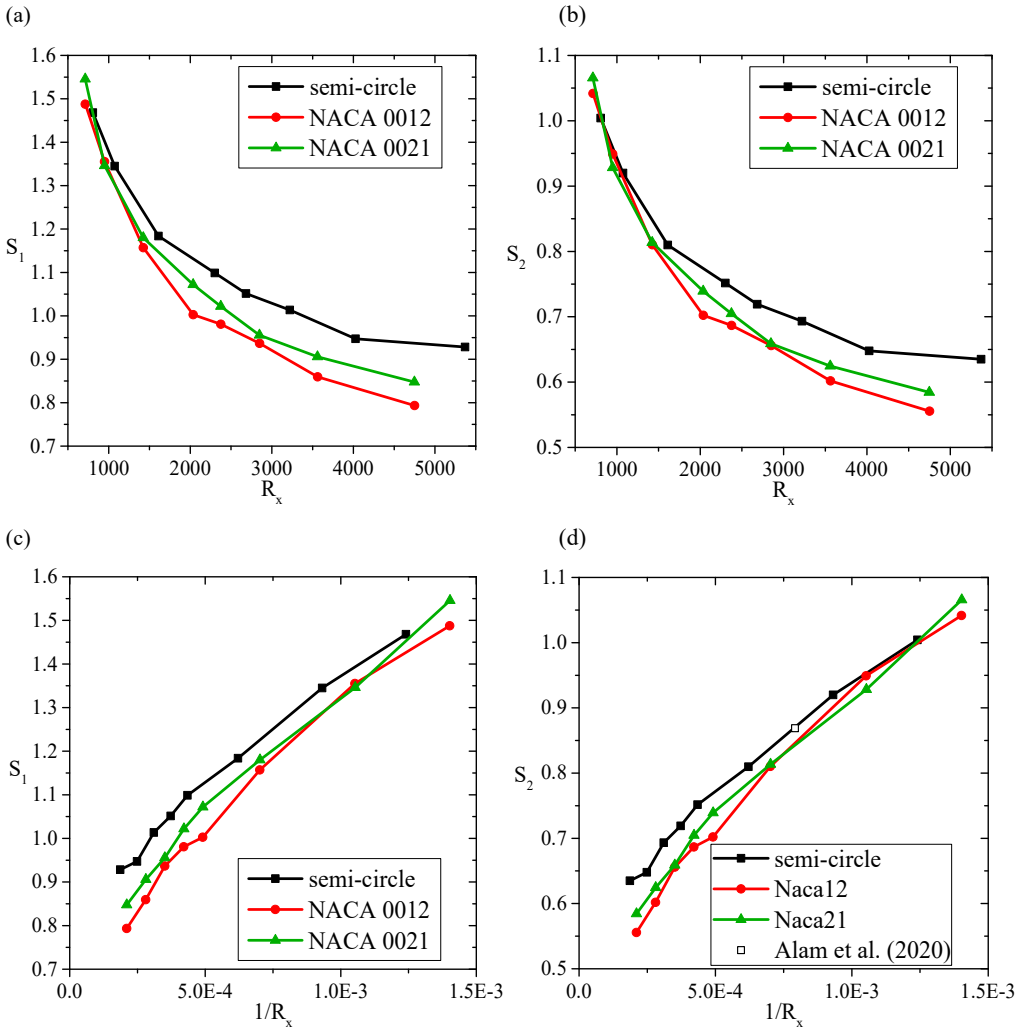 (a)
1.6
1.5
1.4
1.3
1.2
1.1
1.0
0.9
0.8
0.7
S1
semi-circle
NACA 0012
NACA 0021
1000 2000 3000 4000 5000
Rx
(b)
1.1
1.0
0.9
0.8
0.7
0.6
0.5
S2
semi-circle
NACA 0012
NACA 0021
1000 2000 3000 4000 5000
Rx
(c)
1.6
1.5
1.4
1.3
1.2
1.1
1.0
0.9
0.8
0.7
S1
semi-circle
NACA 0012
NACA 0021
0.0 5.0E-4 1.0E-3 1.5E-3
1/Rx
(d)
1.1
1.0
0.9
0.8
0.7
0.6
0.5
S2
semi-circle
Naca12
Naca21
Alam et al. (2020)
0.0 5.0E-4 1.0E-3 1.5E-3
1/Rx